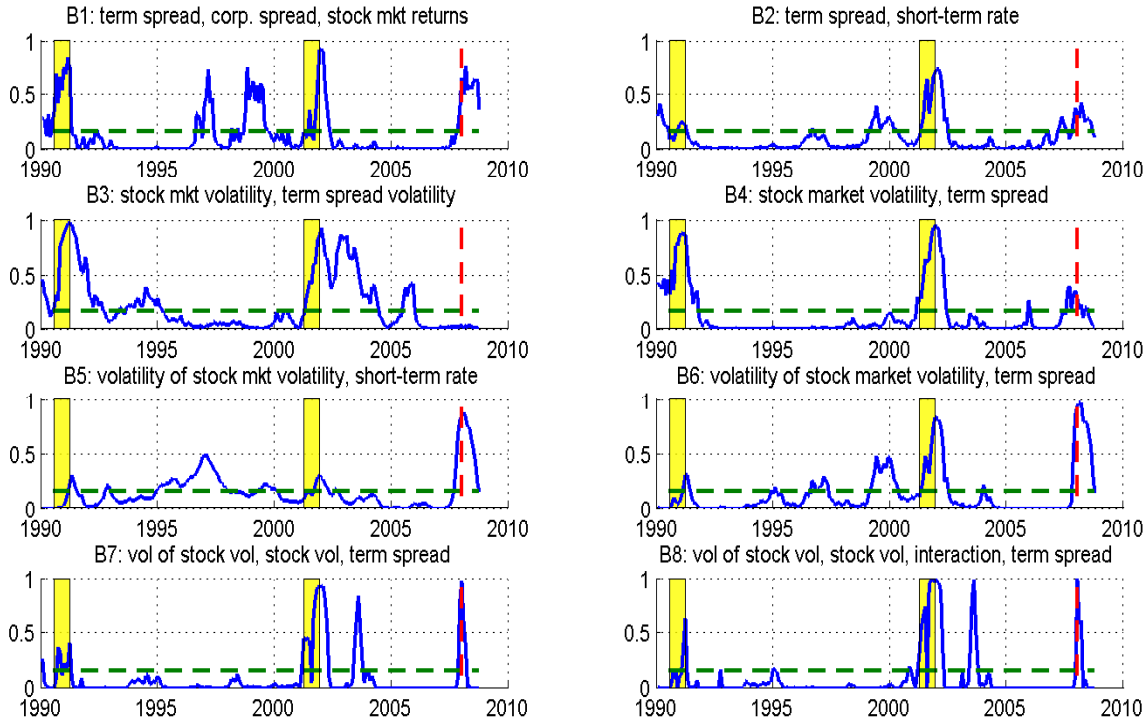 B1: term spread, corp. spread, stock mkt returns
1
0.5
0
1990 1995 2000 2005 2010
B2: term spread, short-term rate
1
0.5
0
1990 1995 2000 2005 2010
B3: stock mkt volatility, term spread volatility
1
0.5
0
1990 1995 2000 2005 2010
B4: stock market volatility, term spread
1
0.5
0
1990 1995 2000 2005 2010
B5: volatility of stock mkt volatility, short-term rate
1
0.5
0
1990 1995 2000 2005 2010
B6: volatility of stock market volatility, term spread
1
0.5
0
1990 1995 2000 2005 2010
B7: vol of stock vol, stock vol, term spread
1
0.5
0
1990 1995 2000 2005 2010
B8: vol of stock vol, stock vol, interaction, term spread
1
0.5
0
1990 1995 2000 2005 2010